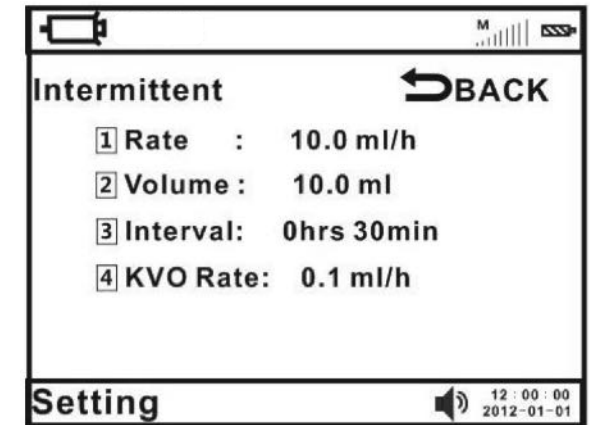 M
Intermittent BACK
1 Rate : 10.0 ml/h
2 Volume : 10.0 ml
3 Interval: 0hrs 30min
4 KVO Rate: 0.1 ml/h
Setting 12 : 00 : 00
2012-01-01